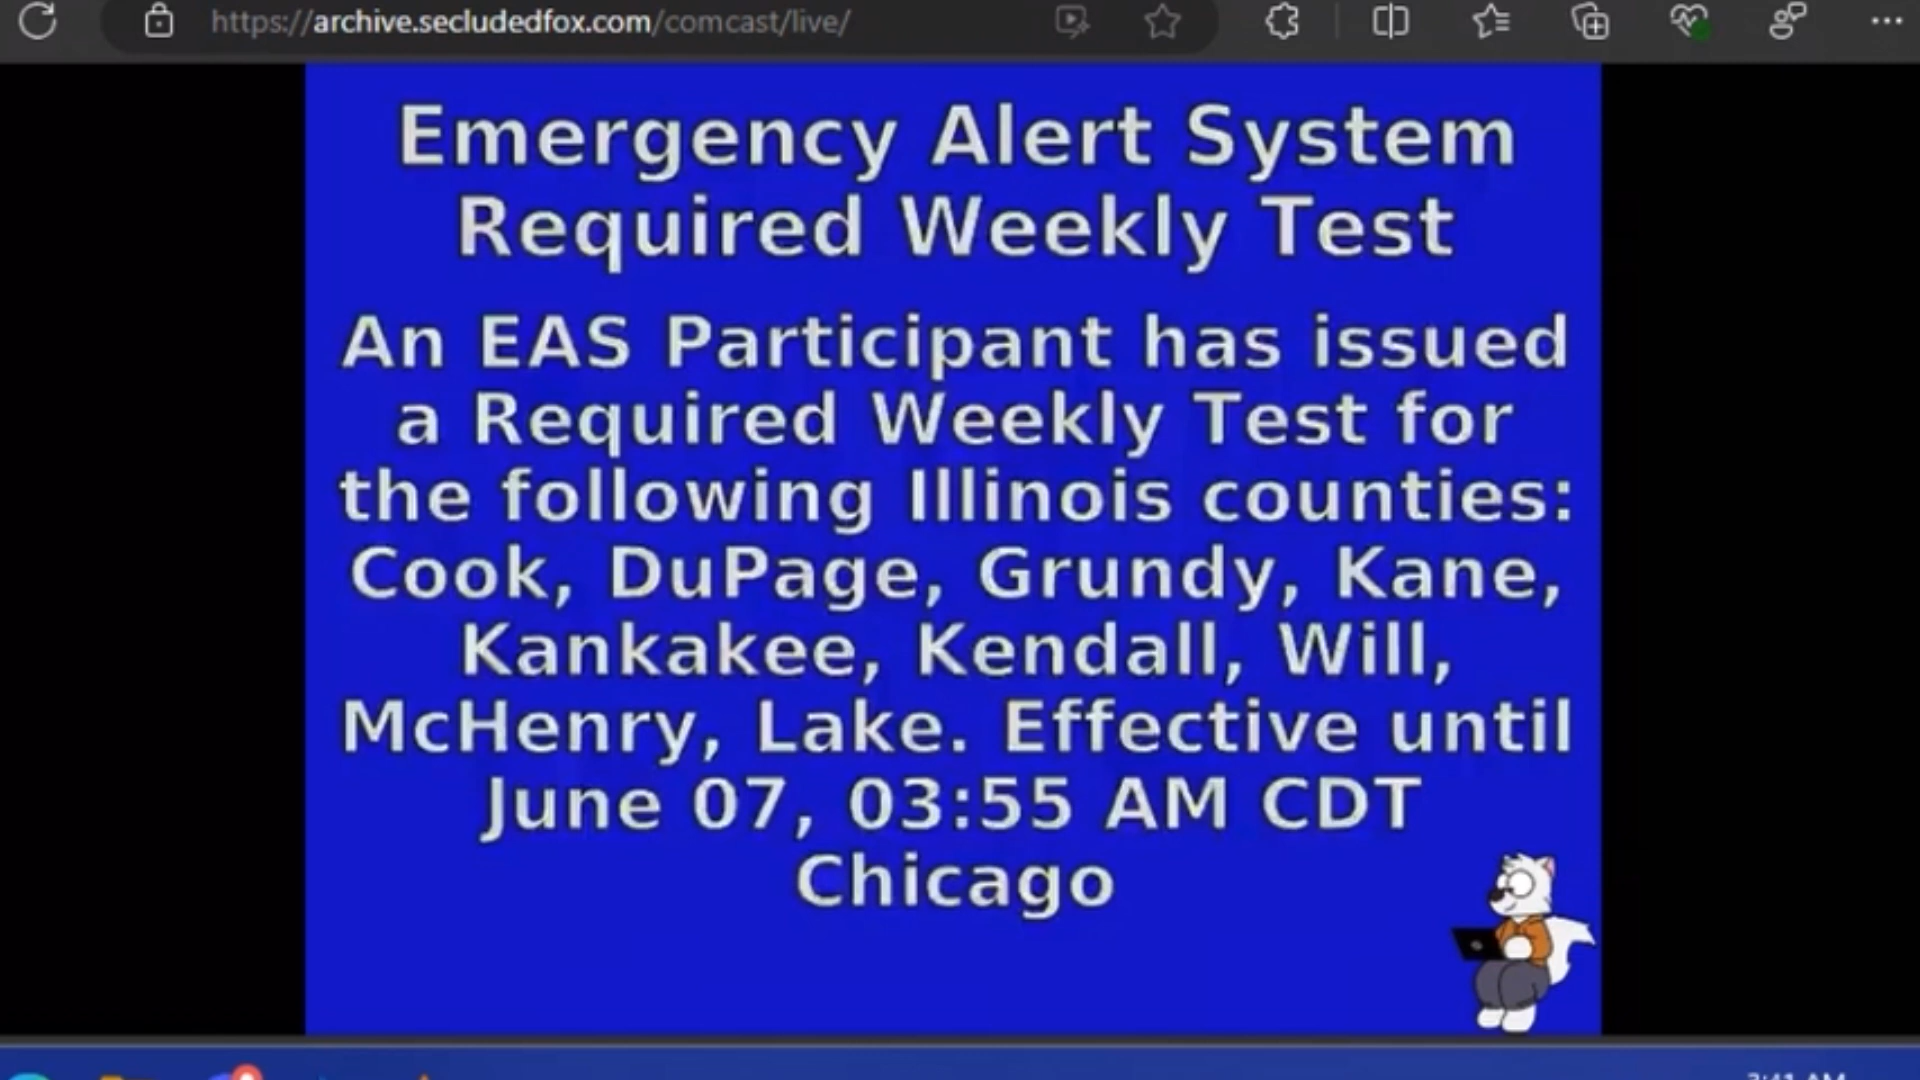 https://archive.secludedfox.com/comcast/live/
Emergency Alert System
Required Weekly Test
An EAS Participant has issued
a Required Weekly Test for
the following Illinois counties:
Cook, DuPage, Grundy, Kane,
Kankakee, Kendall, Will,
McHenry, Lake. Effective until
June 07, 03:55 AM CDT
Chicago